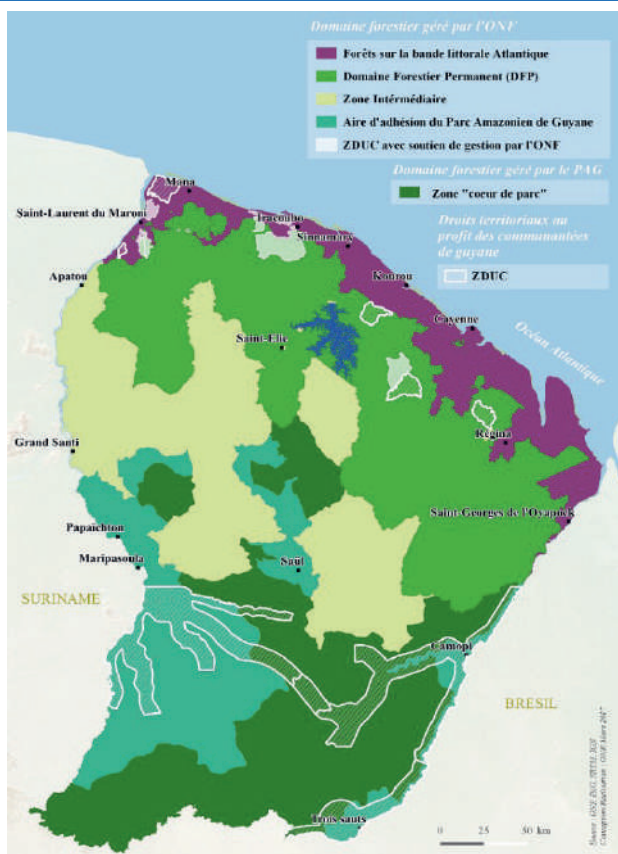 Domaine forestier géré par l'ONF
Forêts sur la bande littorale Atlantique
Domaine Forestier Permanent (DFP)
Zone Intérmédiaire
Aire d'adhésion du Parc Amazonien de Guyane
ZDUC avec soutien de gestion par l'ONF
Domaine forestier géré par le PAG
Zone "coeur de parc"
Droits territoriaux au
profit des communautées
de guyane
ZDUC
Mana
Saint-Laurent du Maroni
Iracoubo
Sinnamary
Apatou
Kourou
Cayenne
Océan Atlantique
Saint-Elie
Grand Santi
Régina
Saint-Georges de l'Oyapock
Papaïchton
Maripasoula
Saül
SURINAME
Camopi
BRESIL
Trois sauts
0 25 50 km